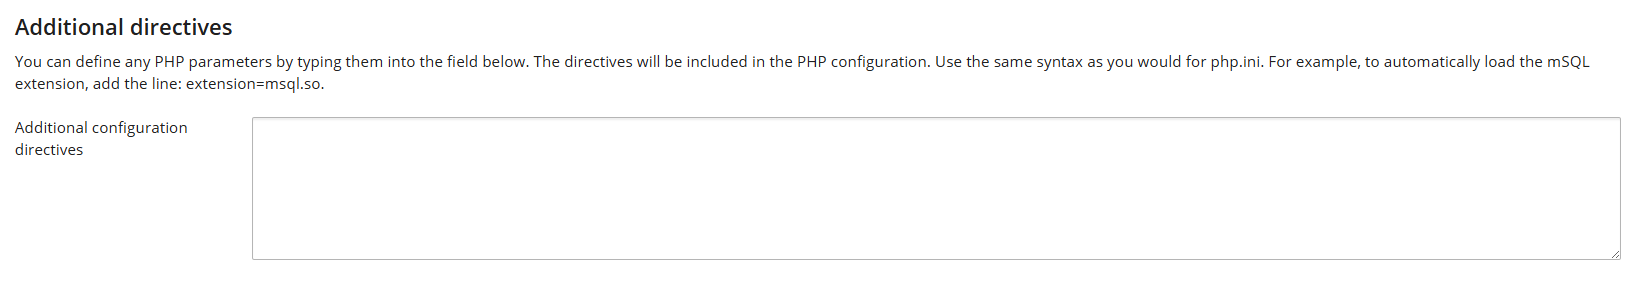 Additional directives
You can define any PHP parameters by typing them into the field below. The directives will be included in the PHP configuration. Use the same syntax as you would for php.ini. For example, to automatically load the mSQL
extension, add the line: extension=msql.so.
Additional configuration
directives